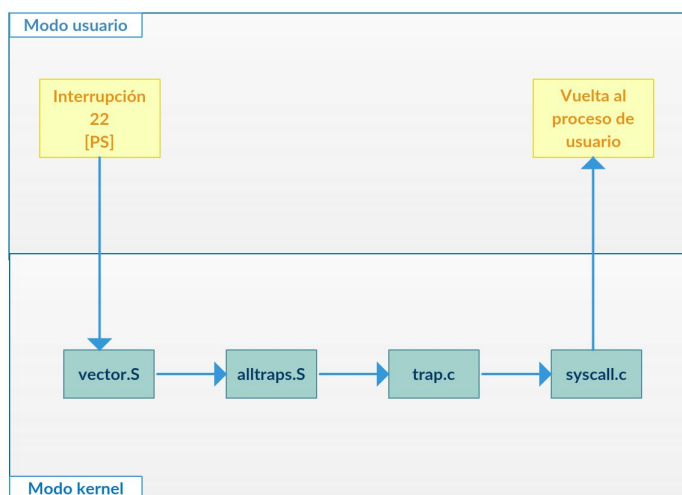 Modo usuario
Interrupción
22
[PS]
Vuelta al
proceso de
usuario
vector.S
alltraps.S
trap.c
syscall.c
Modo kernel